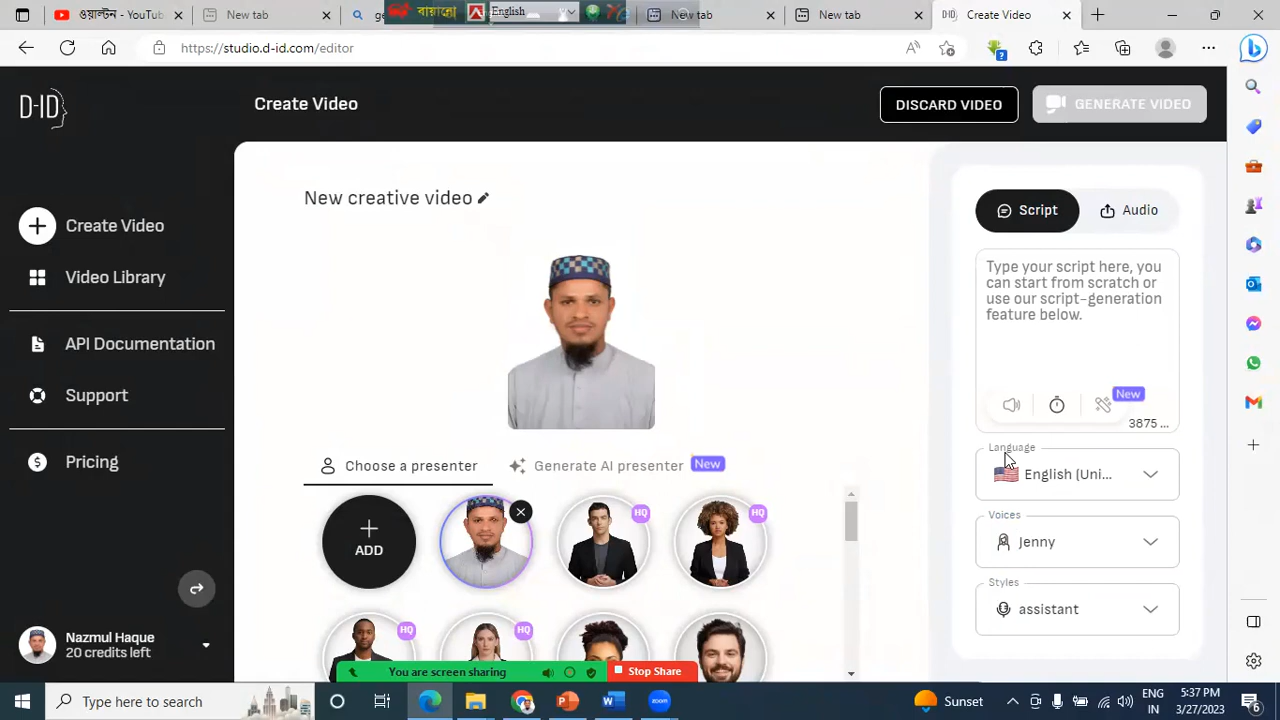 ওয়াল
YouTub
New tab
ge
বায়ান্নো
English
New tab
New tab
Create Video
https://studio.d-id.com/editor
D-ID
Create Video
DISCARD VIDEO
GENERATE VIDEO
New creative video
Script
Audio
Create Video
Video Library
API Documentation
Support
Pricing
Type your script here, you
can start from scratch or
use our script-generation
feature below.
New
3875 ...
Language
English (Uni...
Voices
Jenny
Styles
assistant
Choose a presenter
Generate AI presenter
New
ADD
HQ
HQ
HQ
HQ
Nazmul Haque
20 credits left
You are screen sharing
Stop Share
Type here to search
Sunset
ENG
IN
5:37 PM
3/27/2023
6